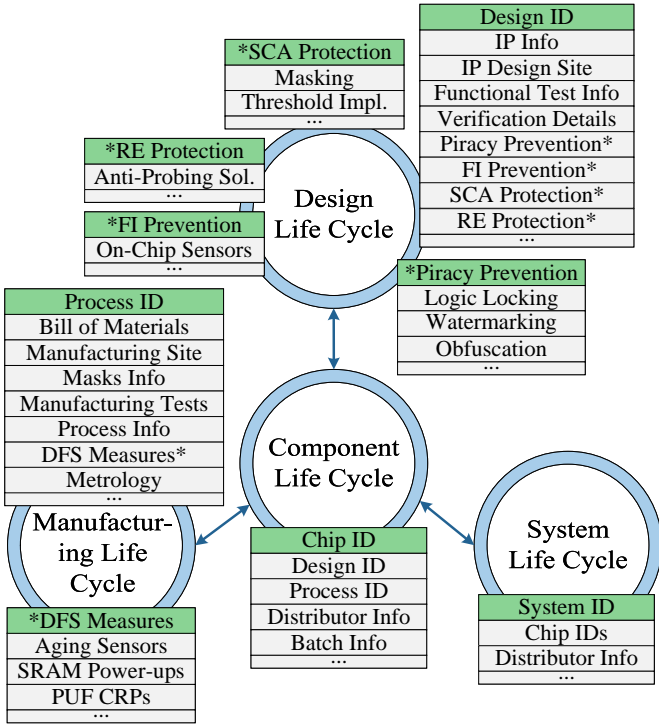 *SCA Protection
Masking
Threshold Impl.
...
Design ID
IP Info
IP Design Site
Functional Test Info
Verification Details
Piracy Prevention*
FI Prevention*
SCA Protection*
RE Protection*
...
*RE Protection
Anti-Probing Sol.
...
*FI Prevention
On-Chip Sensors
...
Design
Life Cycle
*Piracy Prevention
Logic Locking
Watermarking
Obfuscation
...
Process ID
Bill of Materials
Manufacturing Site
Masks Info
Manufacturing Tests
Process Info
DFS Measures*
Metrology
...
Manufactur-
ing Life
Cycle
*DFS Measures
Aging Sensors
SRAM Power-ups
PUF CRPs
...
Component
Life Cycle
Chip ID
Design ID
Process ID
Distributor Info
Batch Info
...
System
Life Cycle
System ID
Chip IDs
Distributor Info
...